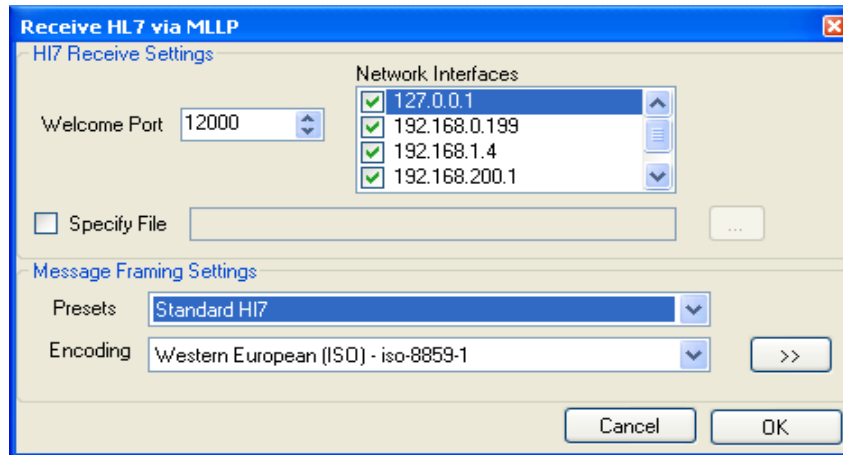 Receive HL7 via MLLP
Hl7 Receive Settings
Network Interfaces
Welcome Port 12000
127.0.0.1
192.168.0.199
192.168.1.4
192.168.200.1
Specify File ...
Message Framing Settings
Presets Standard Hl7
Encoding Western European (ISO) - iso-8859-1 >>
Cancel OK